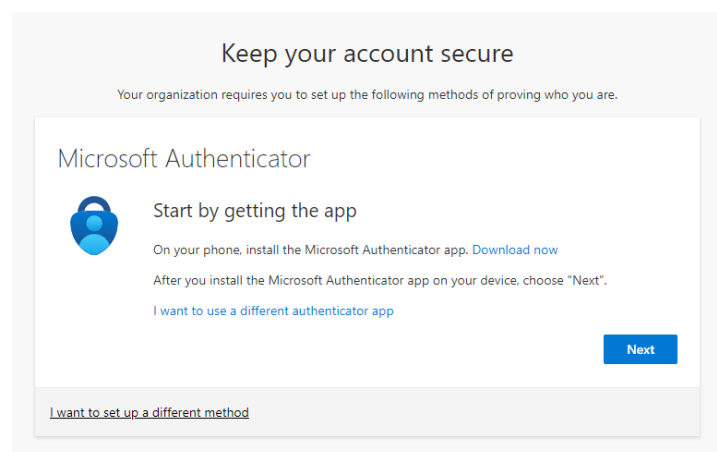 Keep your account secure
Your organization requires you to set up the following methods of proving who you are.
Microsoft Authenticator
Start by getting the app
On your phone, install the Microsoft Authenticator app. Download now
After you install the Microsoft Authenticator app on your device, choose "Next".
I want to use a different authenticator app
Next
I want to set up a different method